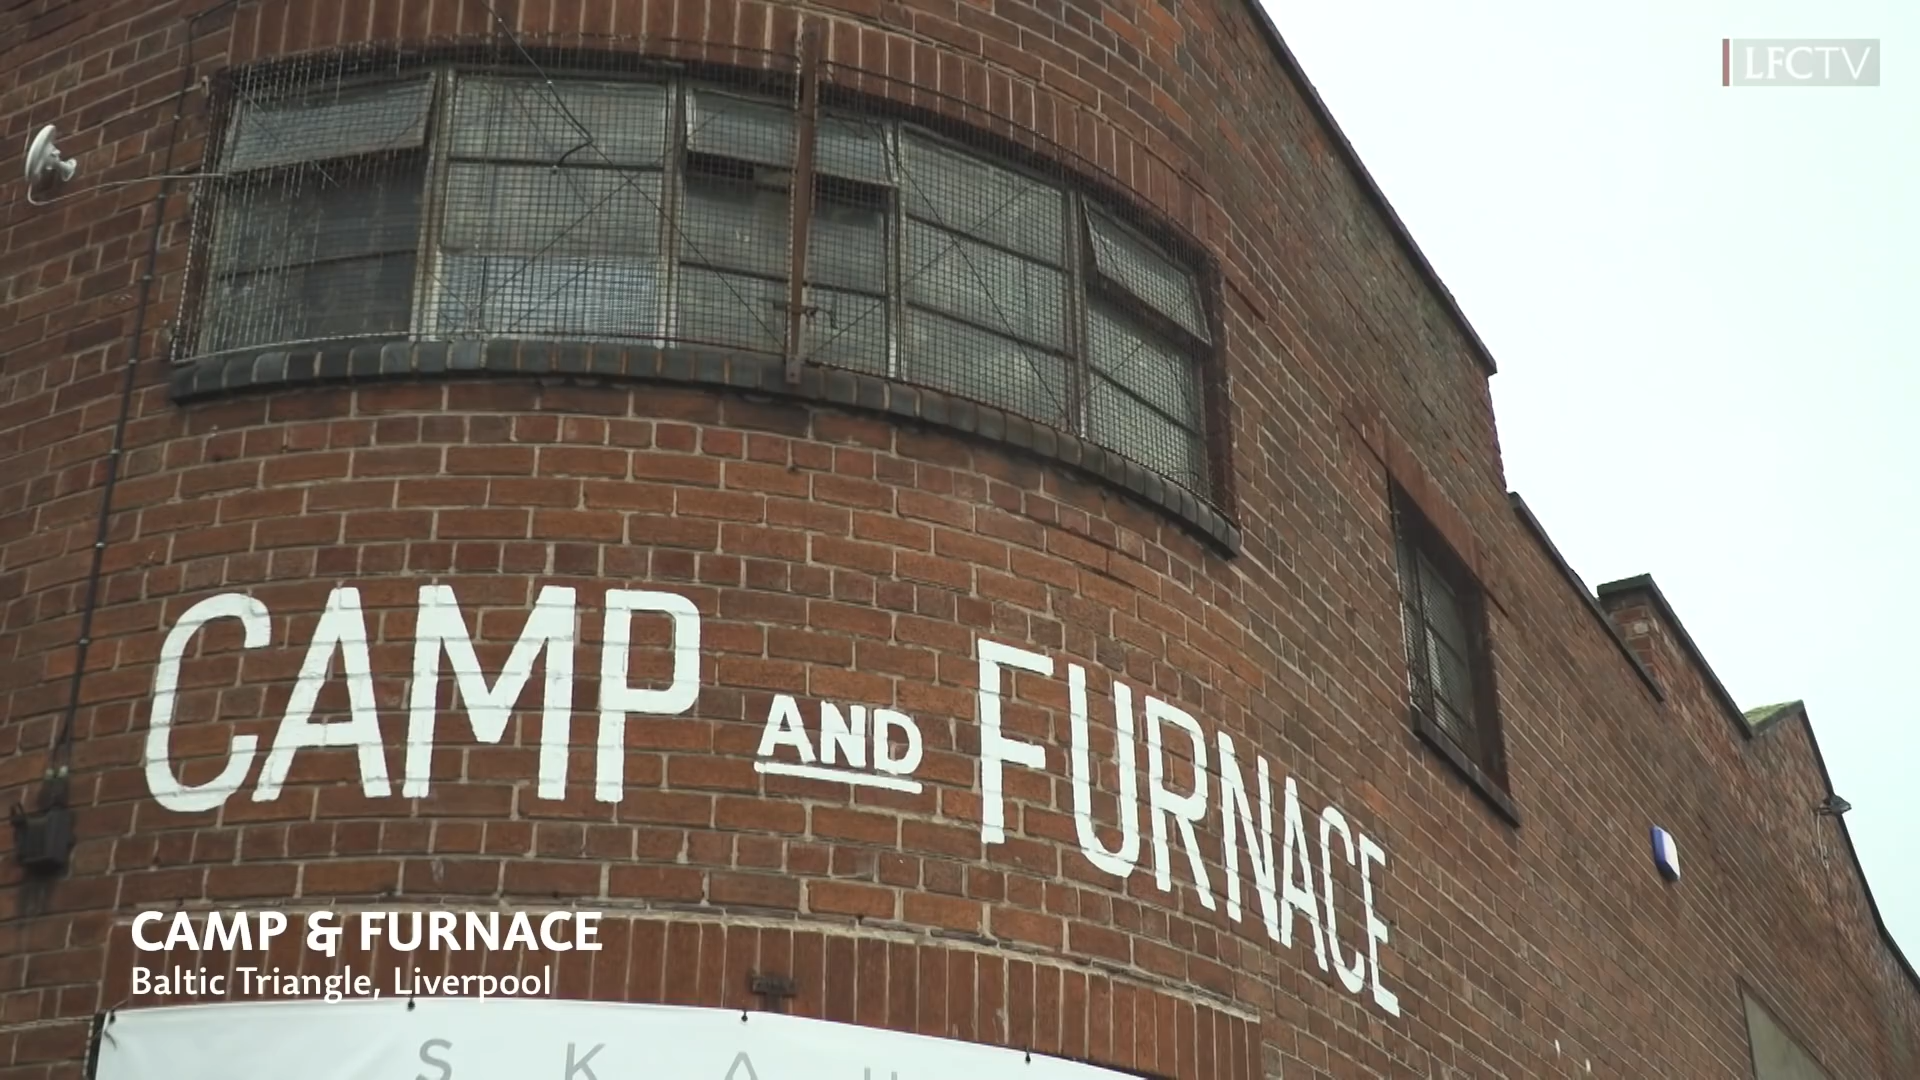 LFCTV
CAMP AND FURNACE
CAMP & FURNACE
Baltic Triangle, Liverpool